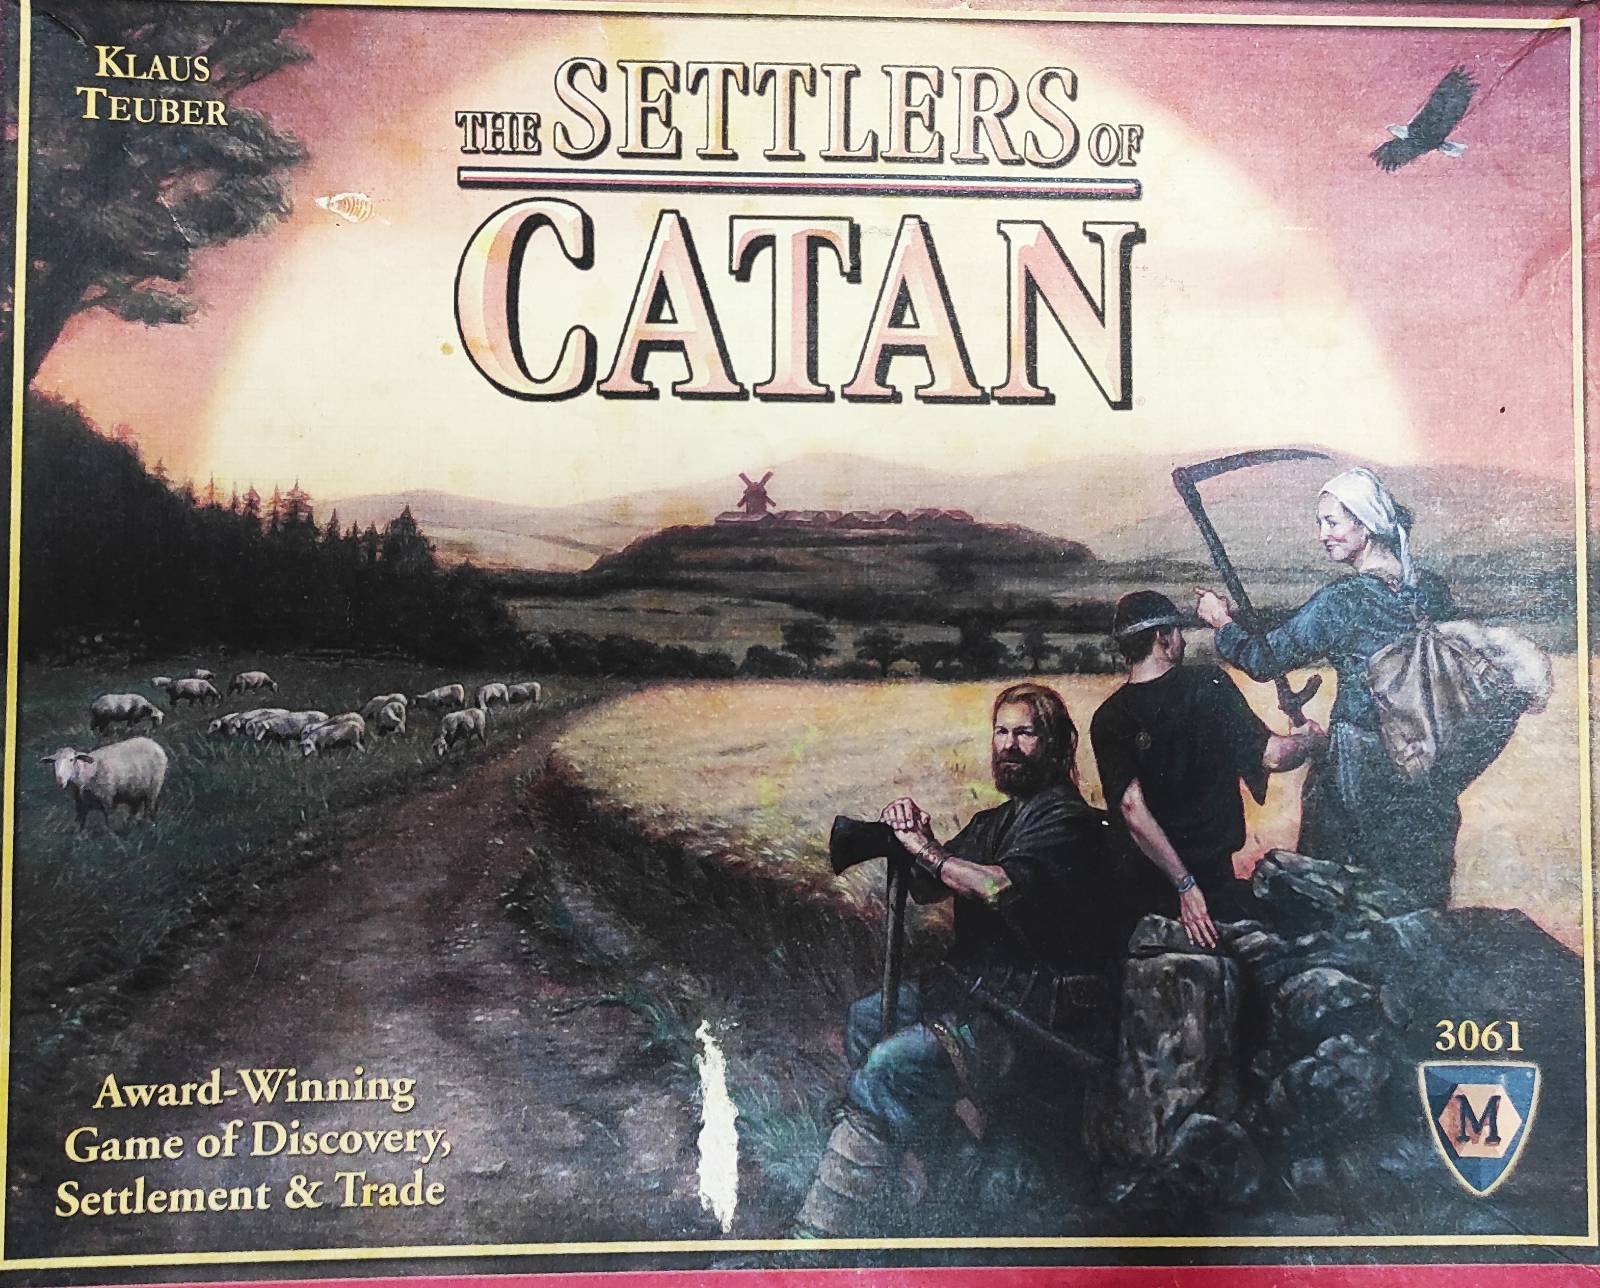 KLAUS
TEUBER
THE SETTLERS OF
CATAN
Award-Winning
Game of Discovery,
Settlement & Trade
3061
M